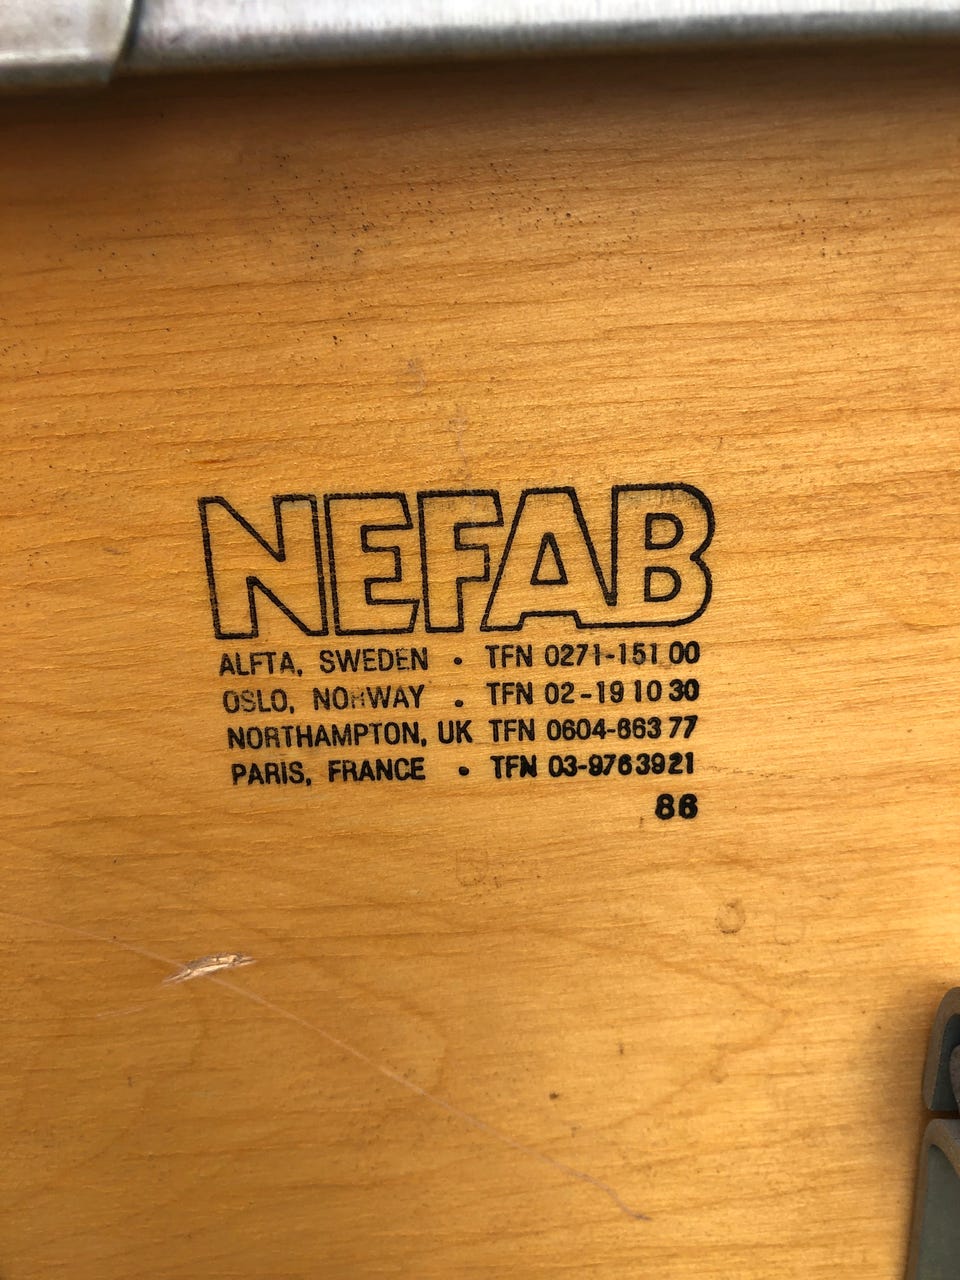 NEFAB
ALFTA, SWEDEN • TFN 0271-151 00
OSLO, NORWAY • TFN 02-19 10 30
NORTHAMPTON, UK TFN 0604-663 77
PARIS, FRANCE • TFN 03-9763921
86